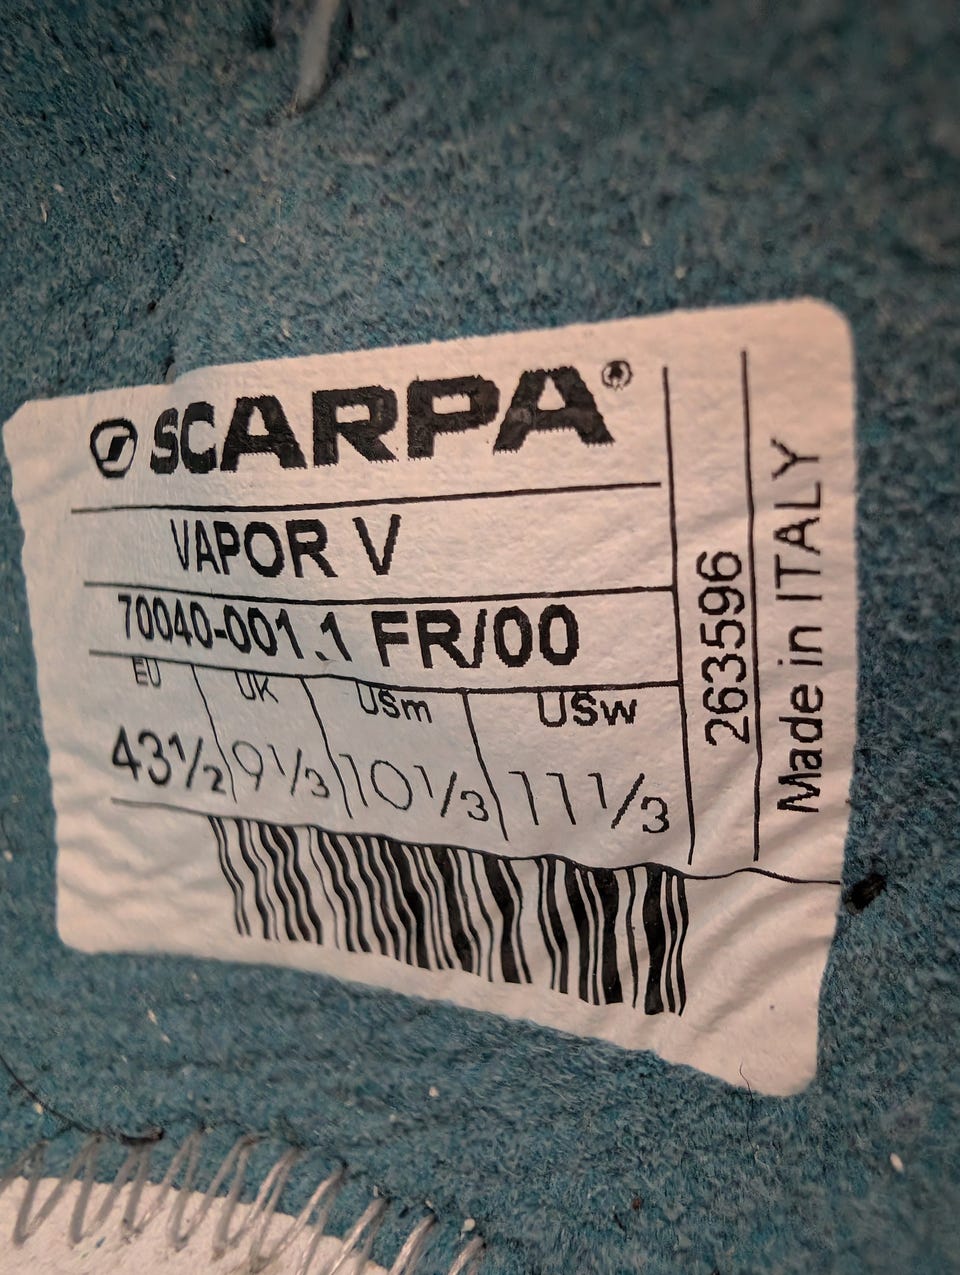 SCARPA®
VAPOR V
70040-001.1 FR/00
EU UK USm USw
43½ 9⅓ 10⅓ 11⅓
263596
Made in ITALY